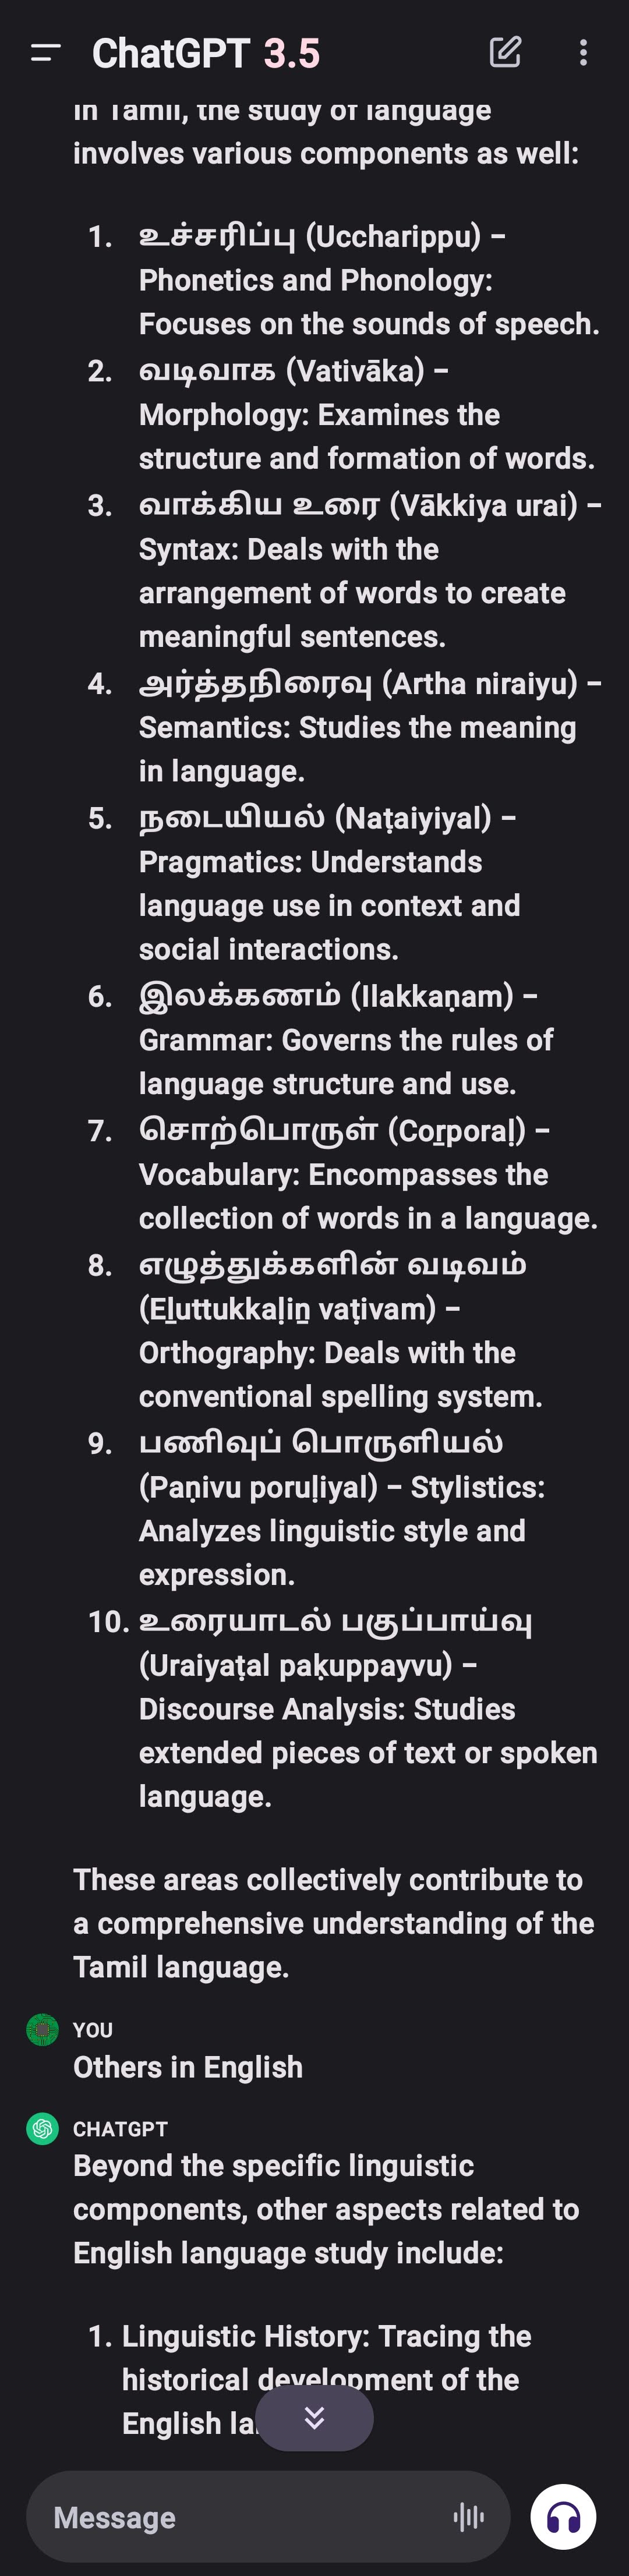 ChatGPT 3.5
In Tamil, the study of language
involves various components as well:
1. உச்சரிப்பு (Uccharippu) –
Phonetics and Phonology:
Focuses on the sounds of speech.
2. வடிவாக (Vativāka) –
Morphology: Examines the
structure and formation of words.
3. வாக்கிய உரை (Vākkiya urai) –
Syntax: Deals with the
arrangement of words to create
meaningful sentences.
4. அர்த்தநிரைவு (Artha niraiyu) –
Semantics: Studies the meaning
in language.
5. நடையியல் (Naṭaiyiyal) –
Pragmatics: Understands
language use in context and
social interactions.
6. இலக்கணம் (Ilakkaṇam) –
Grammar: Governs the rules of
language structure and use.
7. சொற்பொருள் (Coṟporaḷ) –
Vocabulary: Encompasses the
collection of words in a language.
8. எழுத்துக்களின் வடிவம்
(Eḻuttukkaḷiṉ vaṭivam) –
Orthography: Deals with the
conventional spelling system.
9. பணிவுப் பொருளியல்
(Paṇivu poruḷiyal) – Stylistics:
Analyzes linguistic style and
expression.
10. உரையாடல் பகுப்பாய்வு
(Uraiyaṭal paḳuppayvu) –
Discourse Analysis: Studies
extended pieces of text or spoken
language.
These areas collectively contribute to
a comprehensive understanding of the
Tamil language.
YOU
Others in English
CHATGPT
Beyond the specific linguistic
components, other aspects related to
English language study include:
1. Linguistic History: Tracing the
historical development of the
English
Message